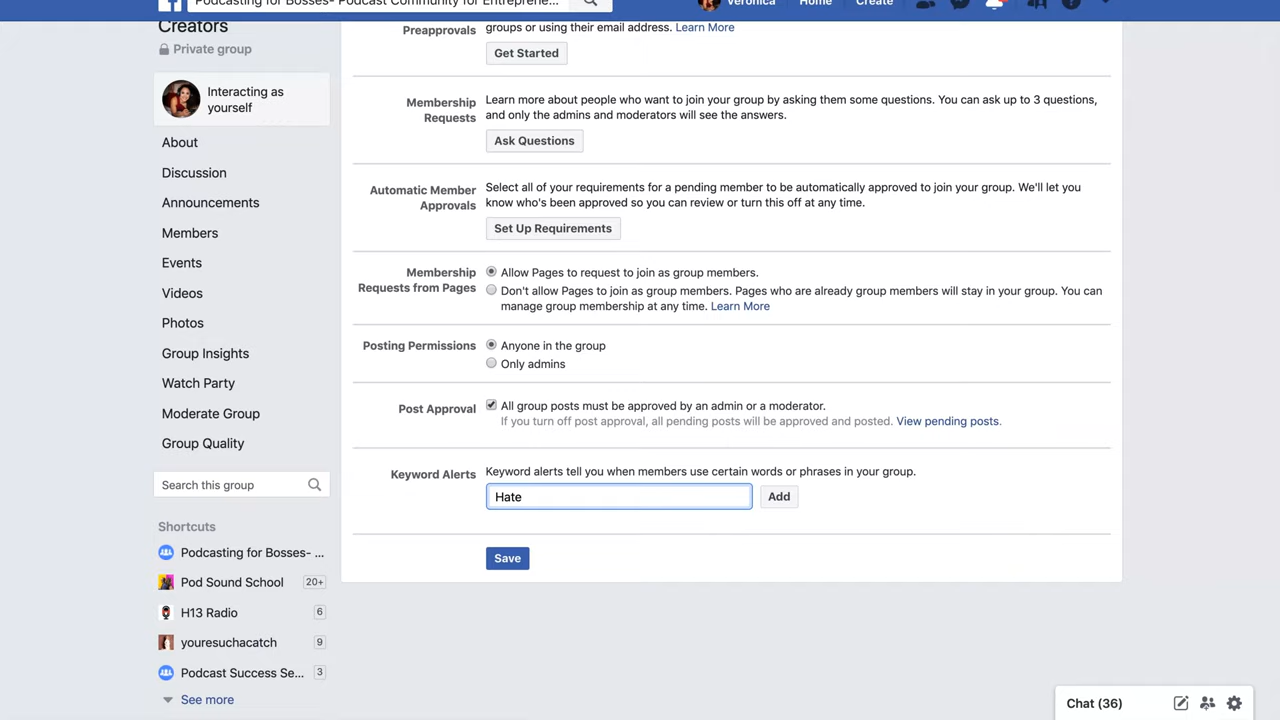 Podcasting for Bosses- Podcast Community for Entreprene...
Veronica
Home
Create
Creators
Private group
Interacting as
yourself
About
Discussion
Announcements
Members
Events
Videos
Photos
Group Insights
Watch Party
Moderate Group
Group Quality
Search this group
Shortcuts
Podcasting for Bosses- ...
Pod Sound School 20+
H13 Radio 6
youresuchacatch 9
Podcast Success Se... 3
See more
Preapprovals
groups or using their email address. Learn More
Get Started
Membership
Requests
Learn more about people who want to join your group by asking them some questions. You can ask up to 3 questions,
and only the admins and moderators will see the answers.
Ask Questions
Automatic Member
Approvals
Select all of your requirements for a pending member to be automatically approved to join your group. We'll let you
know who's been approved so you can review or turn this off at any time.
Set Up Requirements
Membership
Requests from Pages
Allow Pages to request to join as group members.
Don't allow Pages to join as group members. Pages who are already group members will stay in your group. You can
manage group membership at any time. Learn More
Posting Permissions
Anyone in the group
Only admins
Post Approval
All group posts must be approved by an admin or a moderator.
If you turn off post approval, all pending posts will be approved and posted. View pending posts.
Keyword Alerts
Keyword alerts tell you when members use certain words or phrases in your group.
Hate
Add
Save
Chat (36)